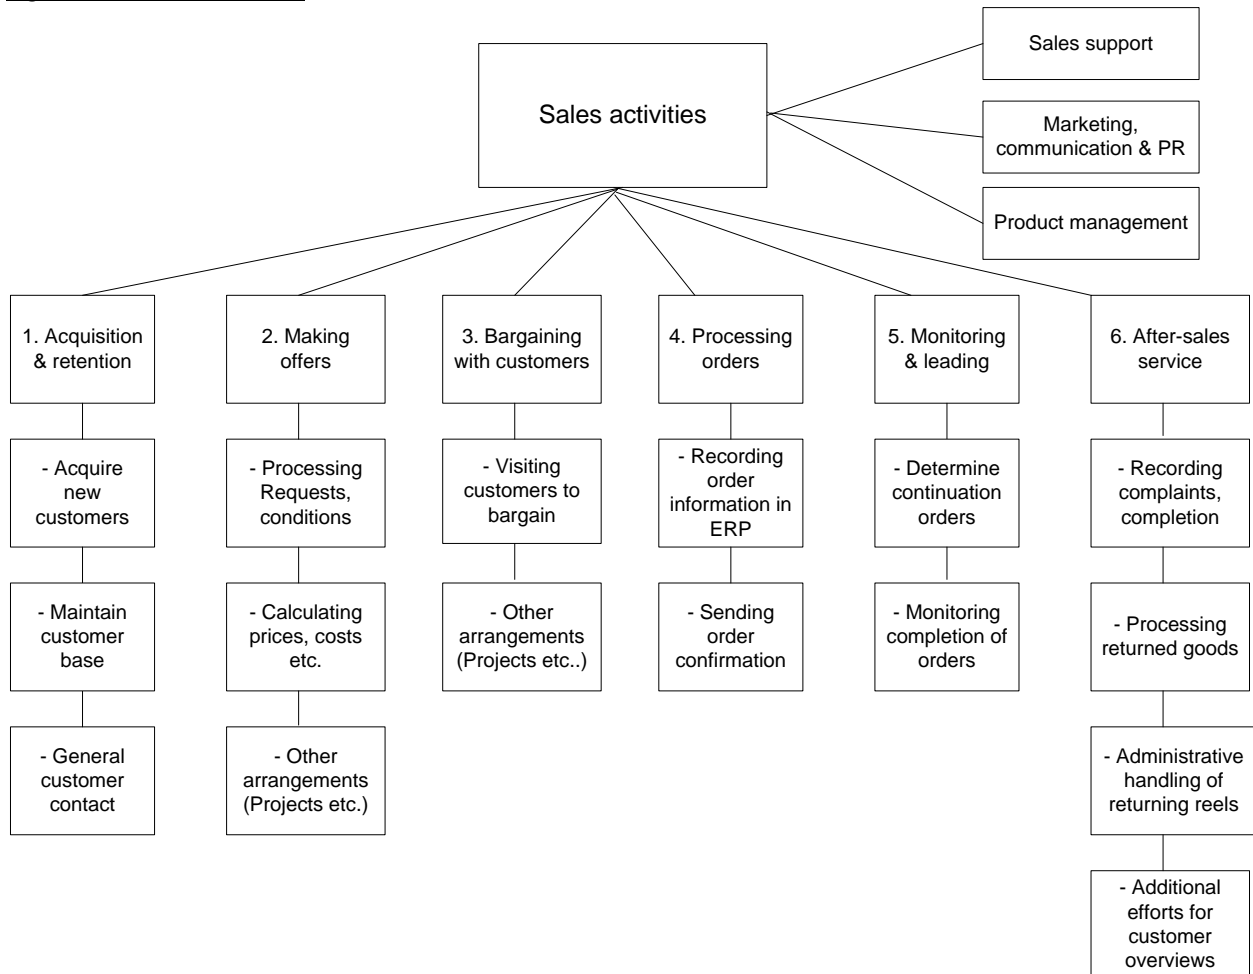 Sales support
Sales activities
Marketing,
communication & PR
Product management
1. Acquisition
& retention
2. Making
offers
3. Bargaining
with customers
4. Processing
orders
5. Monitoring
& leading
6. After-sales
service
- Acquire
new
customers
- Processing
Requests,
conditions
- Visiting
customers to
bargain
- Recording
order
information in
ERP
- Determine
continuation
orders
- Recording
complaints,
completion
- Maintain
customer
base
- Calculating
prices, costs
etc.
- Other
arrangements
(Projects etc..)
- Sending
order
confirmation
- Monitoring
completion of
orders
- Processing
returned goods
- General
customer
contact
- Other
arrangements
(Projects etc.)
- Administrative
handling of
returning reels
- Additional
efforts for
customer
overviews